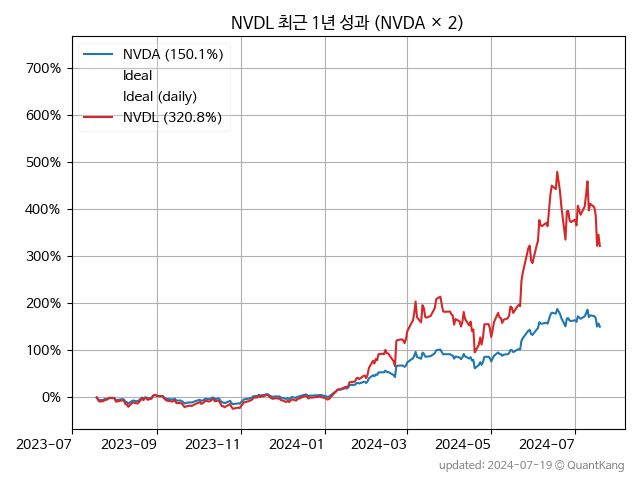 NVDL 최근 1년 성과 (NVDA × 2)
NVDA (150.1%)
Ideal
Ideal (daily)
NVDL (320.8%)
700%
600%
500%
400%
300%
200%
100%
0%
2023-07 2023-09 2023-11 2024-01 2024-03 2024-05 2024-07
updated: 2024-07-19 © QuantKang